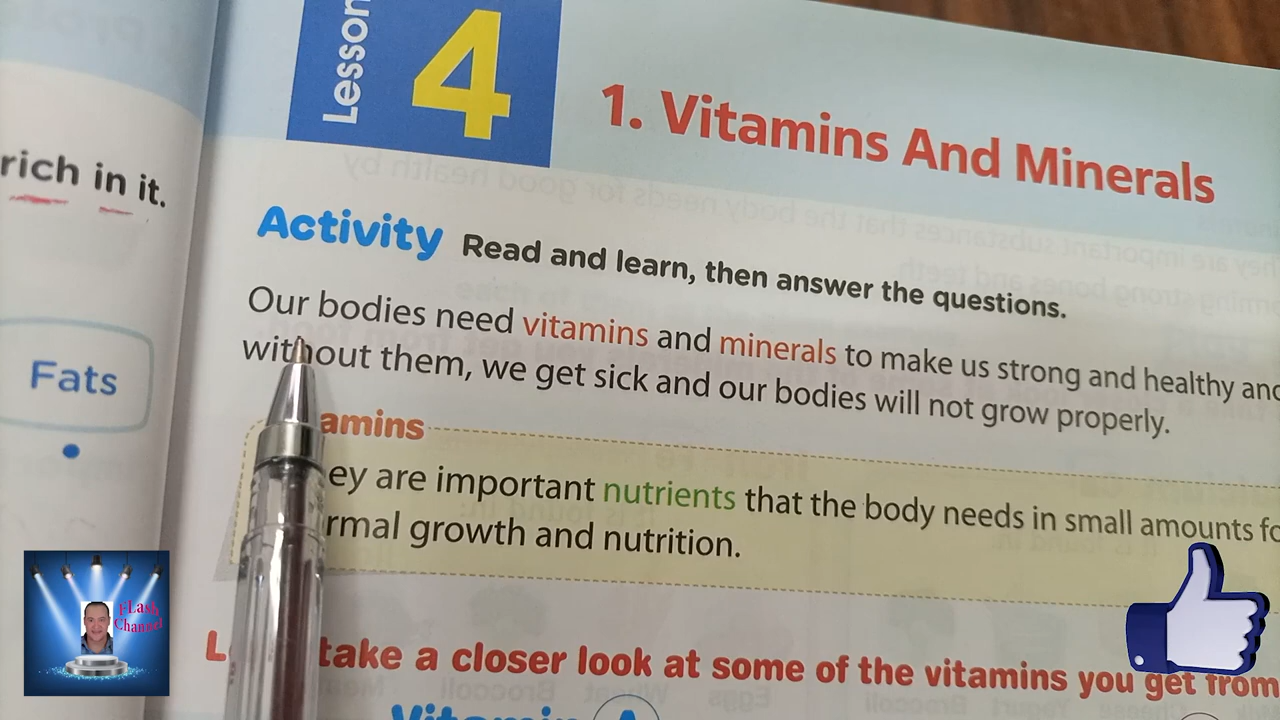 Lesson 4
1. Vitamins And Minerals
rich in it.
Activity Read and learn, then answer the questions.
Our bodies need vitamins and minerals to make us strong and healthy and
without them, we get sick and our bodies will not grow properly.
Fats
amins
ey are important nutrients that the body needs in small amounts fo
rmal growth and nutrition.
take a closer look at some of the vitamins you get from
Vitamin A
FLash
Channel